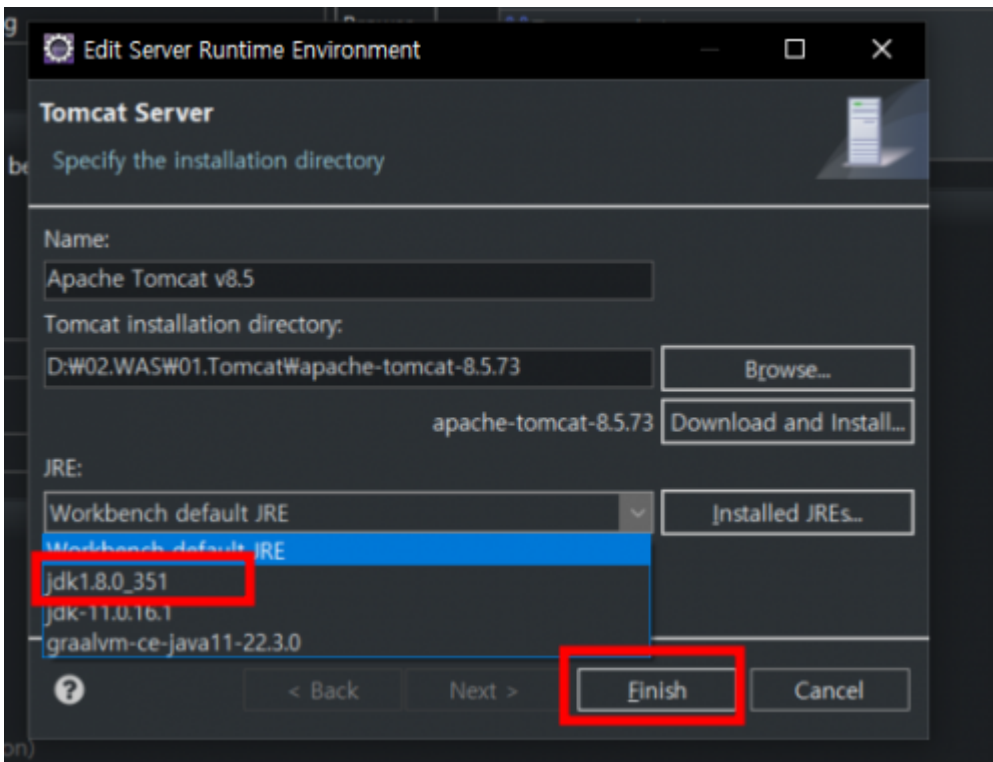 Edit Server Runtime Environment
Tomcat Server
Specify the installation directory
be
Name:
Apache Tomcat v8.5
Tomcat installation directory:
D:₩02.WAS₩01.Tomcat₩apache-tomcat-8.5.73
Browse...
apache-tomcat-8.5.73 Download and Install...
JRE:
Workbench default JRE
Installed JREs...
Workbench default JRE
jdk1.8.0_351
jdk-11.0.16.1
graalvm-ce-java11-22.3.0
? < Back Next > Finish Cancel
on)